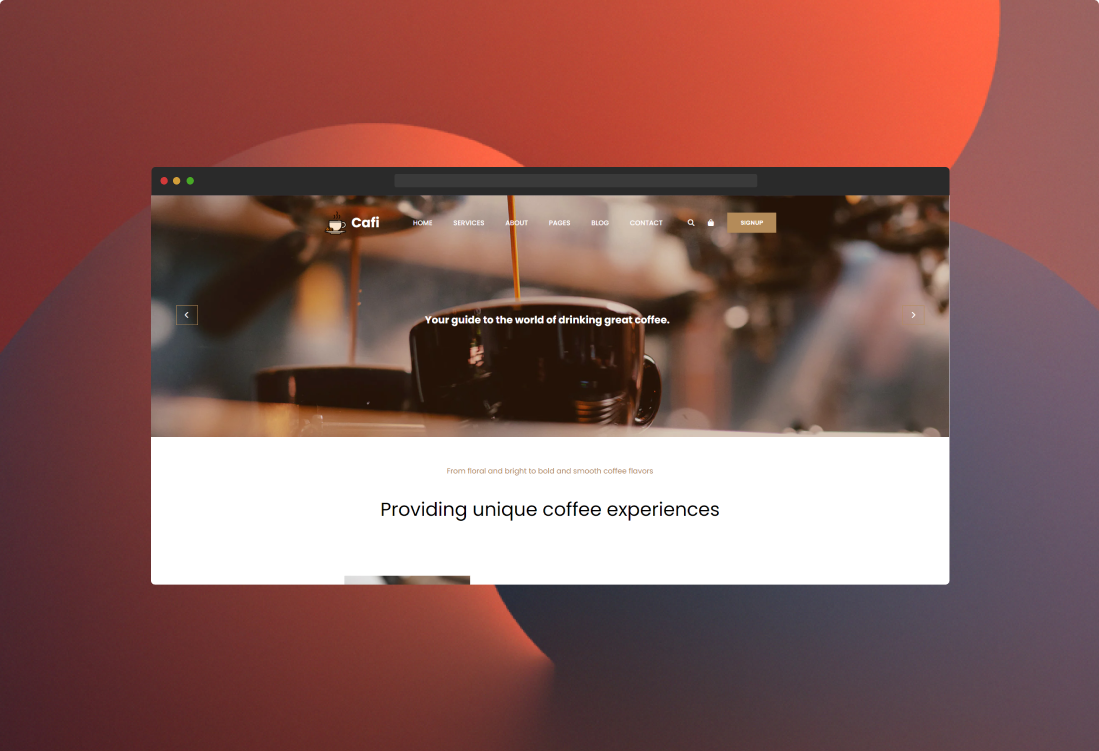 Cafi
HOME SERVICES ABOUT PAGES BLOG CONTACT SIGNUP
Your guide to the world of drinking great coffee.
From floral and bright to bold and smooth coffee flavors
Providing unique coffee experiences